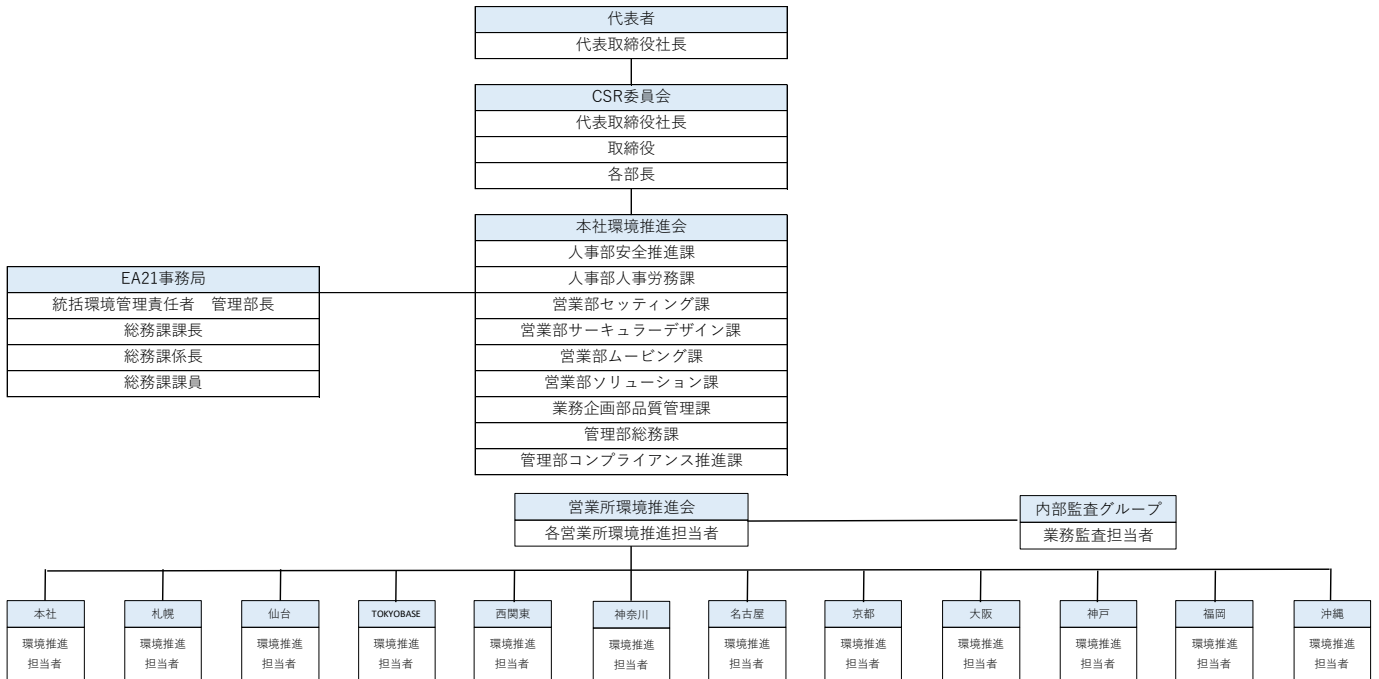 代表者
代表取締役社長
CSR委員会
代表取締役社長
取締役
各部長
本社環境推進会
人事部安全推進課
人事部人事労務課
営業部セッティング課
営業部サーキュラーデザイン課
営業部ムービング課
営業部ソリューション課
業務企画部品質管理課
管理部総務課
管理部コンプライアンス推進課
EA21事務局
統括環境管理責任者　管理部長
総務課課長
総務課係長
総務課課員
営業所環境推進会
各営業所環境推進担当者
内部監査グループ
業務監査担当者
本社
環境推進
担当者
札幌
環境推進
担当者
仙台
環境推進
担当者
TOKYOBASE
環境推進
担当者
西関東
環境推進
担当者
神奈川
環境推進
担当者
名古屋
環境推進
担当者
京都
環境推進
担当者
大阪
環境推進
担当者
神戸
環境推進
担当者
福岡
環境推進
担当者
沖縄
環境推進
担当者